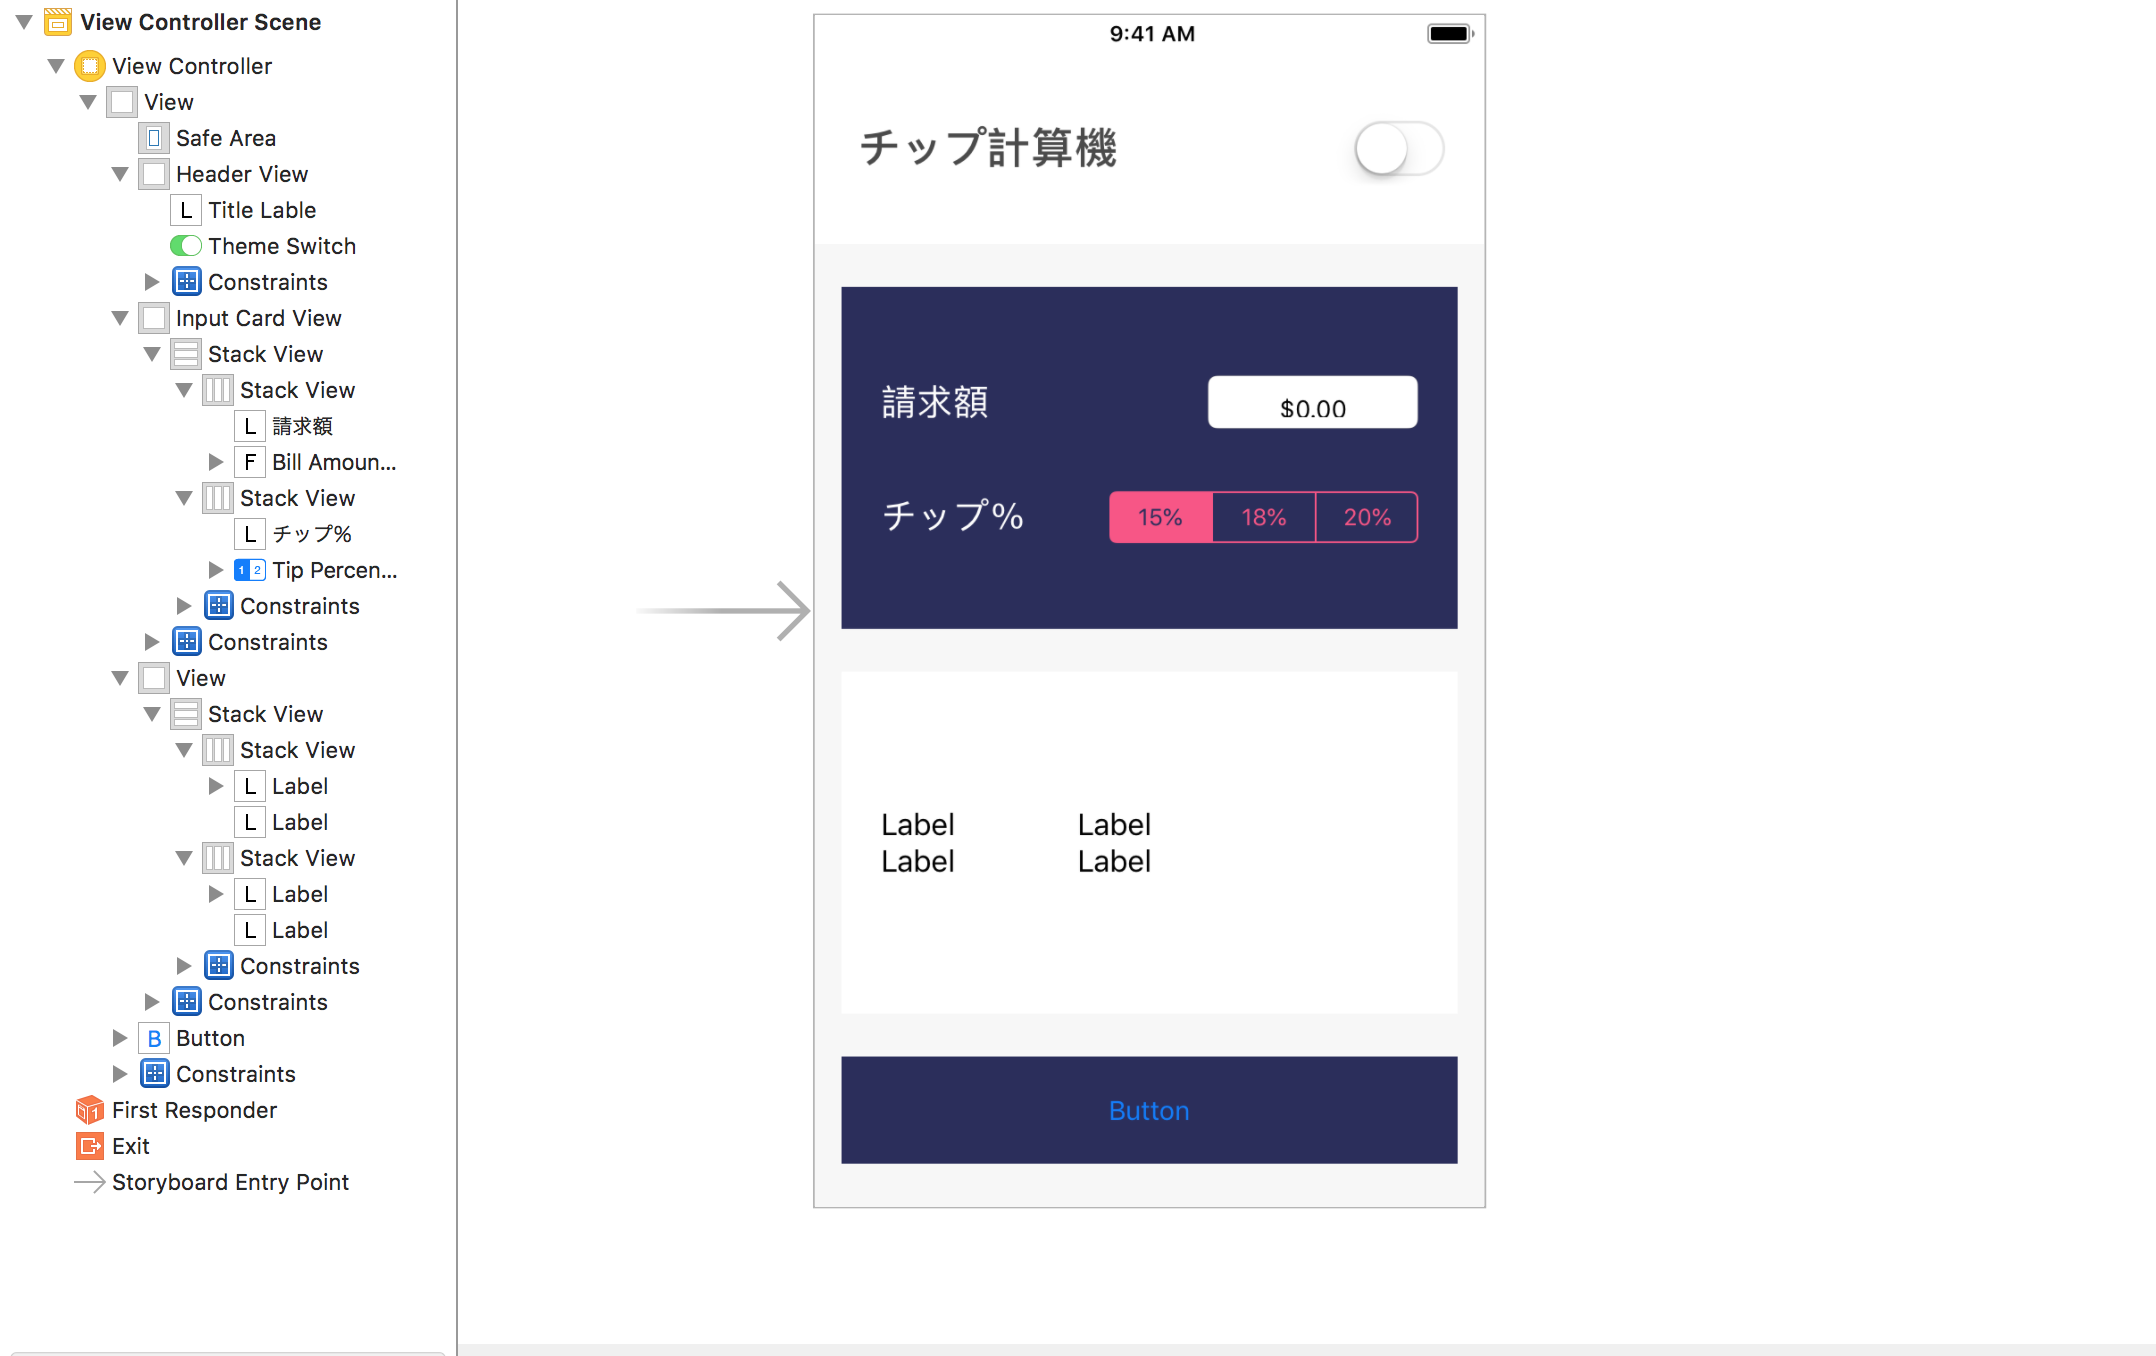 View Controller Scene
View Controller
View
Safe Area
Header View
L Title Lable
Theme Switch
Constraints
Input Card View
Stack View
Stack View
L 請求額
F Bill Amoun...
Stack View
L チップ%
1 2 Tip Percen...
Constraints
Constraints
View
Stack View
Stack View
L Label
L Label
Stack View
L Label
L Label
Constraints
Constraints
B Button
Constraints
1 First Responder
Exit
Storyboard Entry Point
9:41 AM
チップ計算機
請求額 $0.00
チップ% 15% 18% 20%
Label Label
Label Label
Button